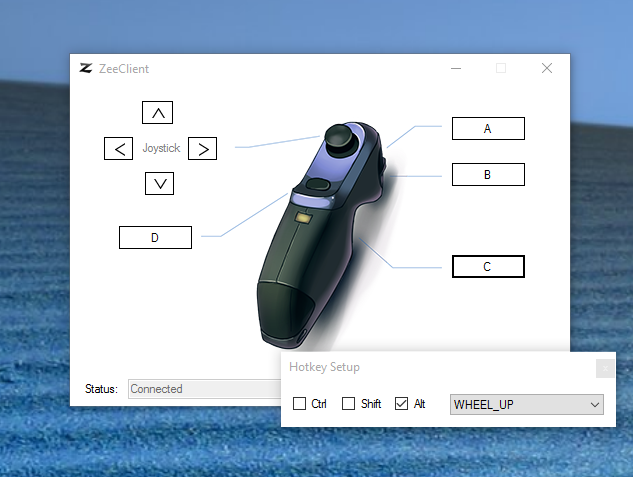 ZeeClient
Joystick
A
B
D
C
Status: Connected
Hotkey Setup
Ctrl Shift Alt WHEEL_UP